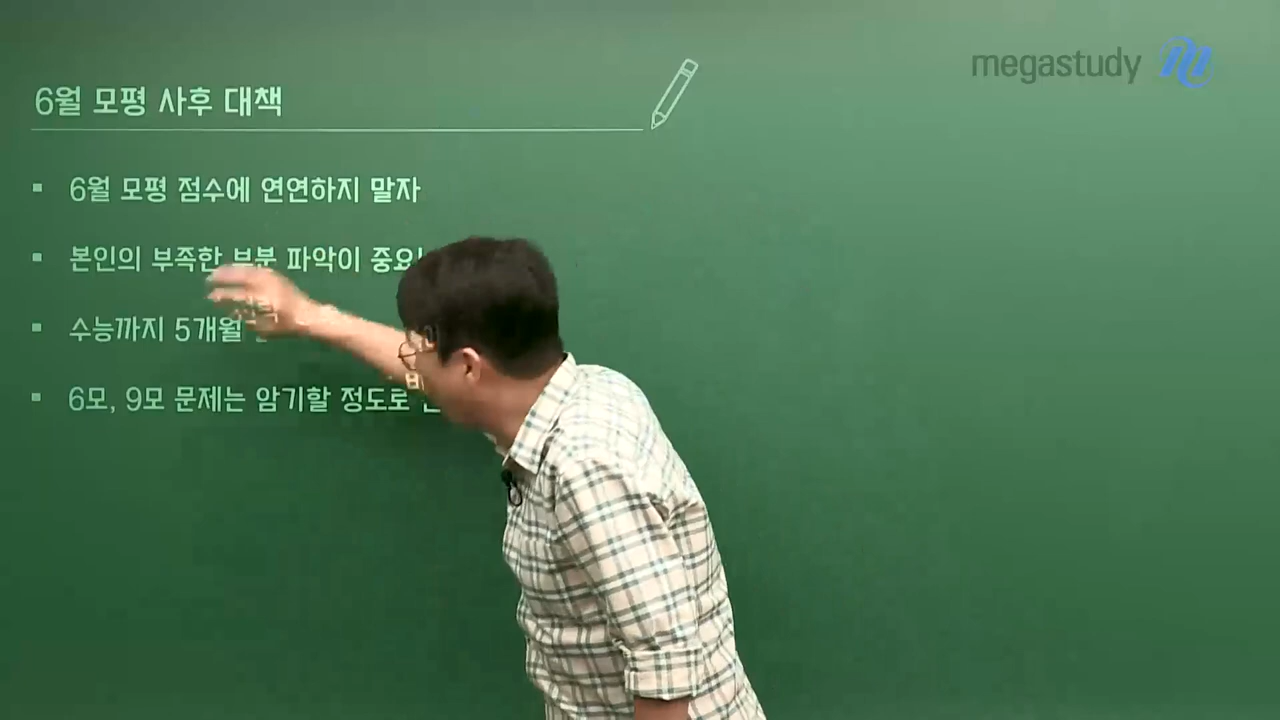 megastudy
6월 모평 사후 대책
6월 모평 점수에 연연하지 말자
본인의 부족한 부분 파악이 중요!
수능까지 5개월
6모, 9모 문제는 암기할 정도로